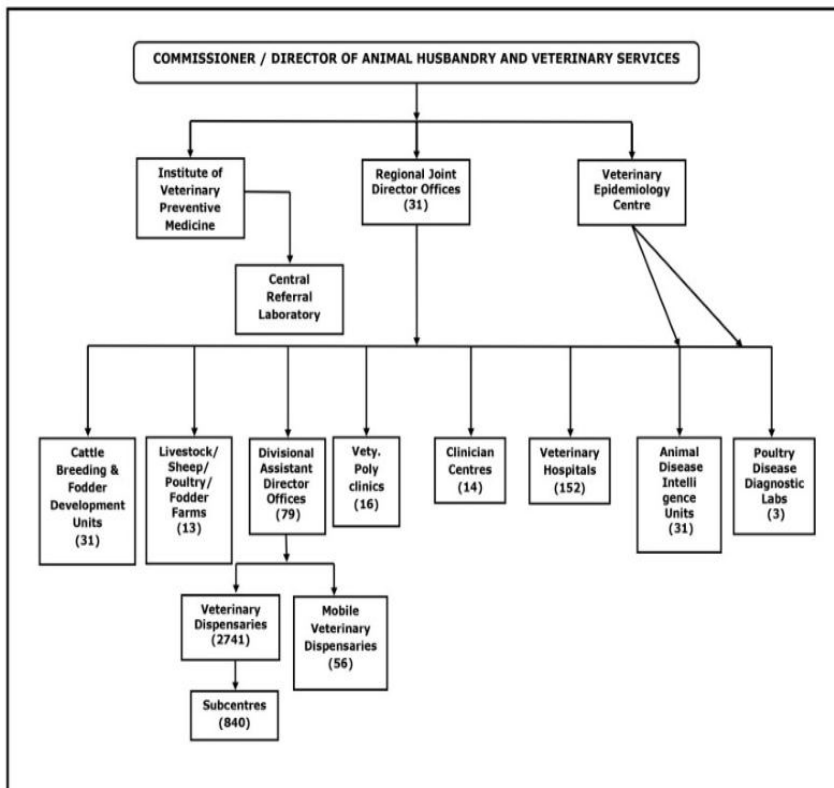 COMMISSIONER / DIRECTOR OF ANIMAL HUSBANDRY AND VETERINARY SERVICES
Institute of
Veterinary
Preventive
Medicine
Regional Joint
Director Offices
(31)
Veterinary
Epidemiology
Centre
Central
Referral
Laboratory
Cattle
Breeding &
Fodder
Development
Units
(31)
Livestock/
Sheep/
Poultry/
Fodder
Farms
(13)
Divisional
Assistant
Director
Offices
(79)
Vety.
Poly
clinics
(16)
Clinician
Centres
(14)
Veterinary
Hospitals
(152)
Animal
Disease
Intelli
gence
Units
(31)
Poultry
Disease
Diagnostic
Labs
(3)
Veterinary
Dispensaries
(2741)
Mobile
Veterinary
Dispensaries
(56)
Subcentres
(840)